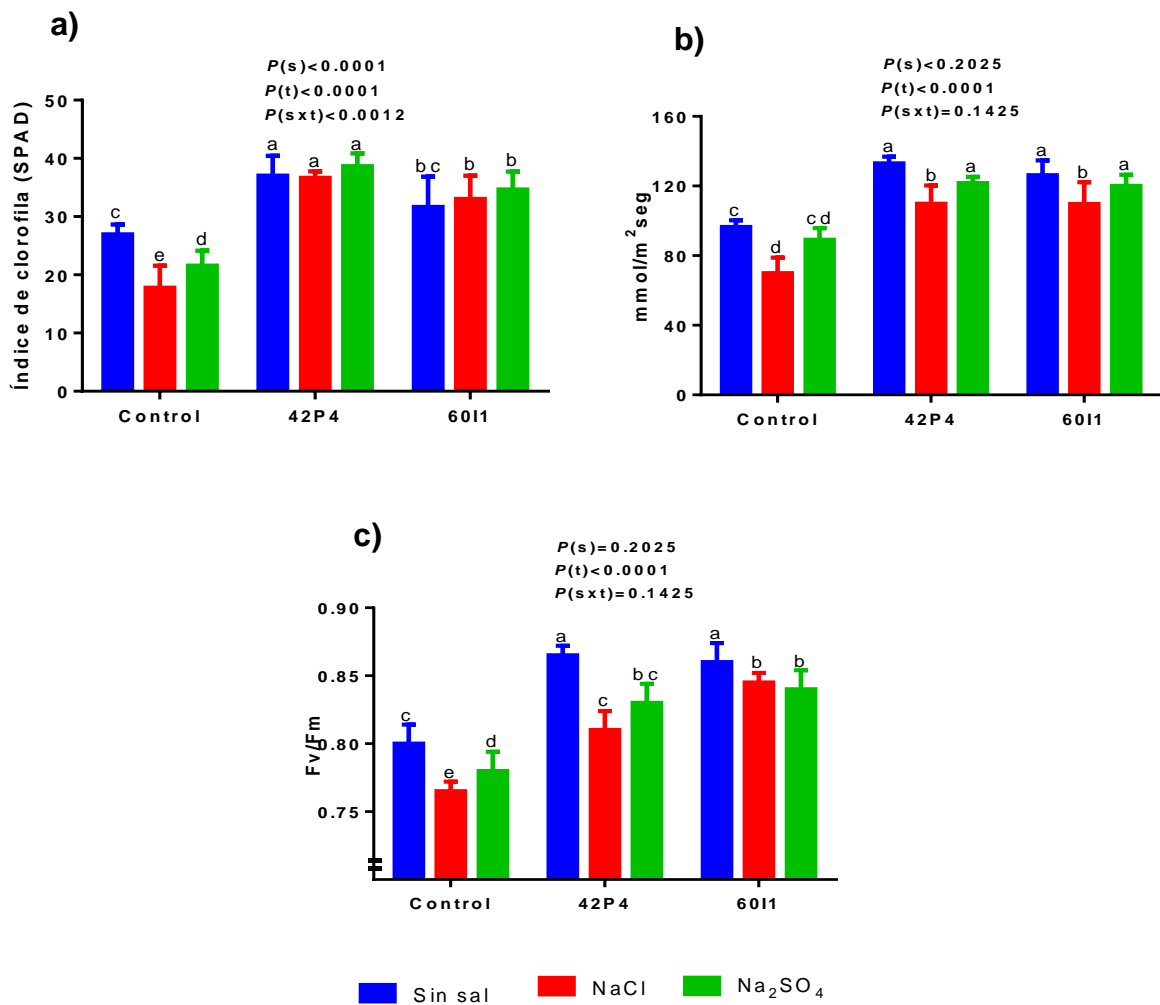 a)
P(s)<0.0001
P(t)<0.0001
P(sxt)<0.0012
Índice de clorofila (SPAD)
50
40
30
20
10
0
c
e
d
a
a
a
bc
b
b
Control
42P4
60I1
b)
P(s)<0.2025
P(t)<0.0001
P(sxt)=0.1425
mmol/m²seg
160
120
80
40
0
c
d
cd
a
b
a
a
b
a
Control
42P4
60I1
c)
P(s)=0.2025
P(t)<0.0001
P(sxt)=0.1425
Fv/Fm
0.90
0.85
0.80
0.75
c
e
d
a
c
bc
a
b
b
Control
42P4
60I1
Sin sal
NaCl
Na₂SO₄